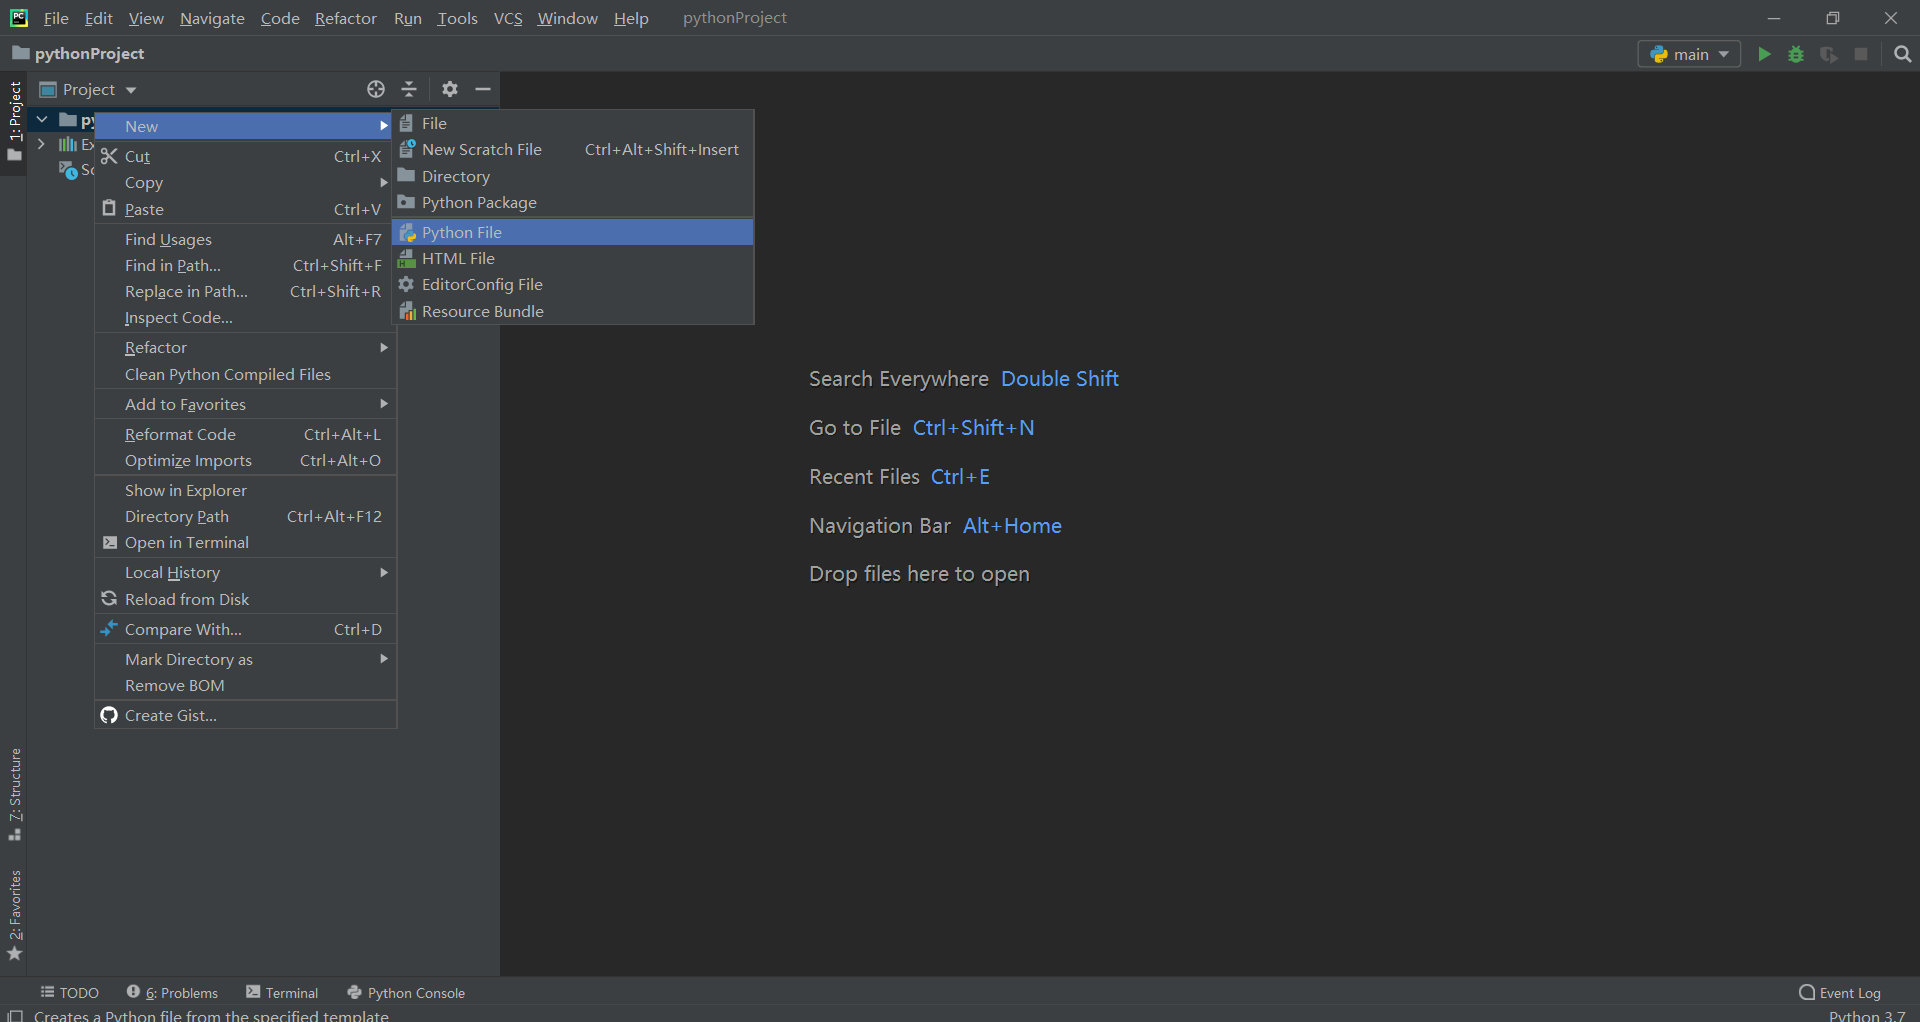 File Edit View Navigate Code Refactor Run Tools VCS Window Help pythonProject
pythonProject
main
1: Project
Project
New
Cut Ctrl+X
Copy
Paste Ctrl+V
Find Usages Alt+F7
Find in Path... Ctrl+Shift+F
Replace in Path... Ctrl+Shift+R
Inspect Code...
Refactor
Clean Python Compiled Files
Add to Favorites
Reformat Code Ctrl+Alt+L
Optimize Imports Ctrl+Alt+O
Show in Explorer
Directory Path Ctrl+Alt+F12
Open in Terminal
Local History
Reload from Disk
Compare With... Ctrl+D
Mark Directory as
Remove BOM
Create Gist...
File
New Scratch File Ctrl+Alt+Shift+Insert
Directory
Python Package
Python File
HTML File
EditorConfig File
Resource Bundle
Search Everywhere Double Shift
Go to File Ctrl+Shift+N
Recent Files Ctrl+E
Navigation Bar Alt+Home
Drop files here to open
7: Structure
2: Favorites
TODO 6: Problems Terminal Python Console Event Log
Creates a Python file from the specified template Python 3.7